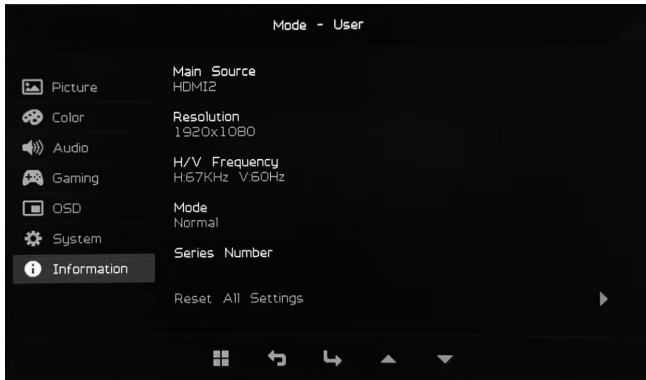 Mode - User
Picture
Color
Audio
Gaming
OSD
System
Information
Main Source
HDMI2
Resolution
1920x1080
H/V Frequency
H:67KHz V:60Hz
Mode
Normal
Series Number
Reset All Settings